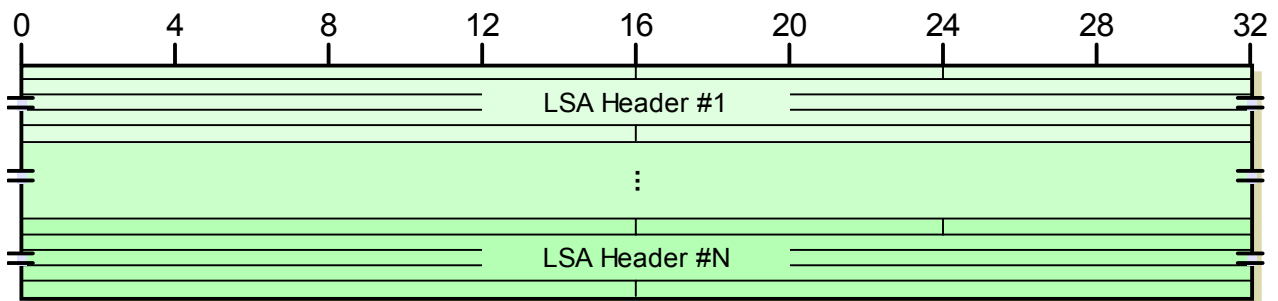 0 4 8 12 16 20 24 28 32
LSA Header #1
⋮
LSA Header #N